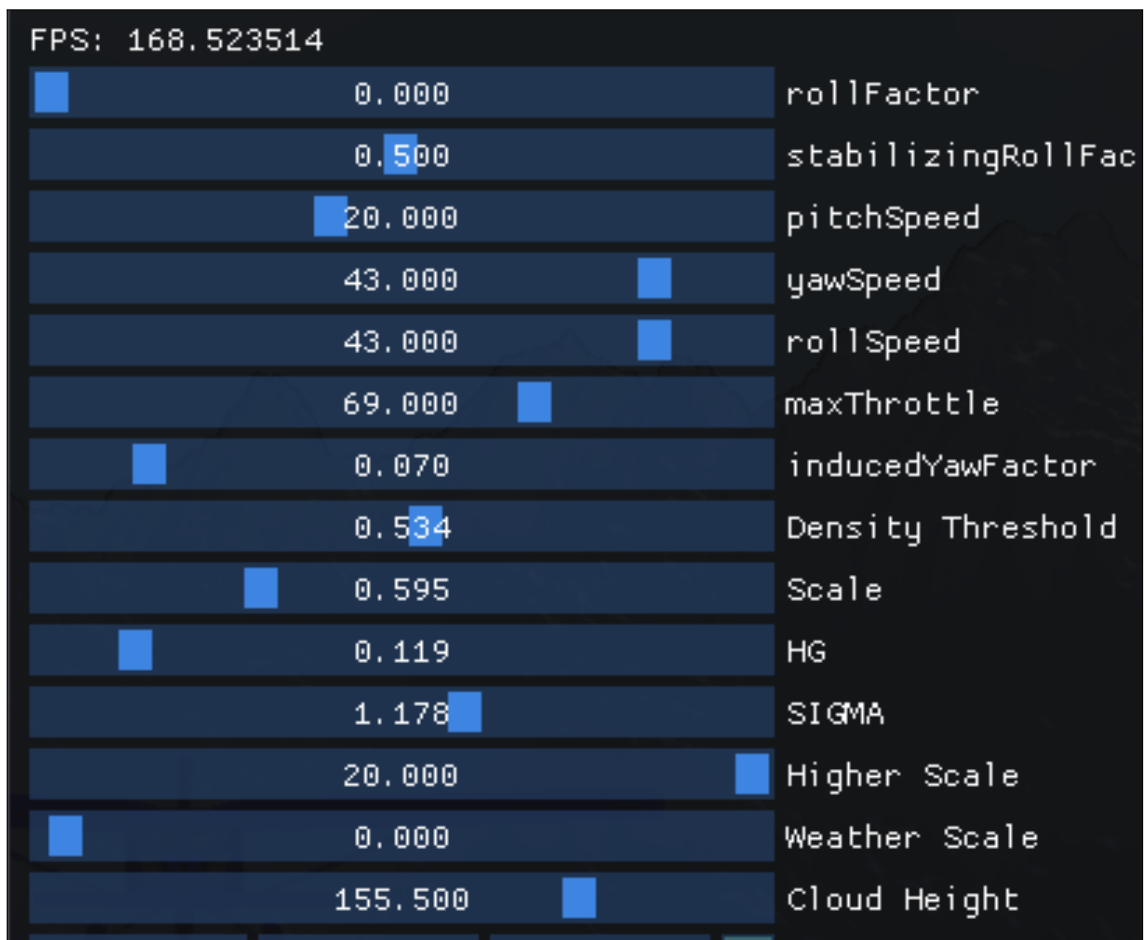 FPS: 168.523514
0.000 rollFactor
0.500 stabilizingRollFac
20.000 pitchSpeed
43.000 yawSpeed
43.000 rollSpeed
69.000 maxThrottle
0.070 inducedYawFactor
0.534 Density Threshold
0.595 Scale
0.119 HG
1.178 SIGMA
20.000 Higher Scale
0.000 Weather Scale
155.500 Cloud Height